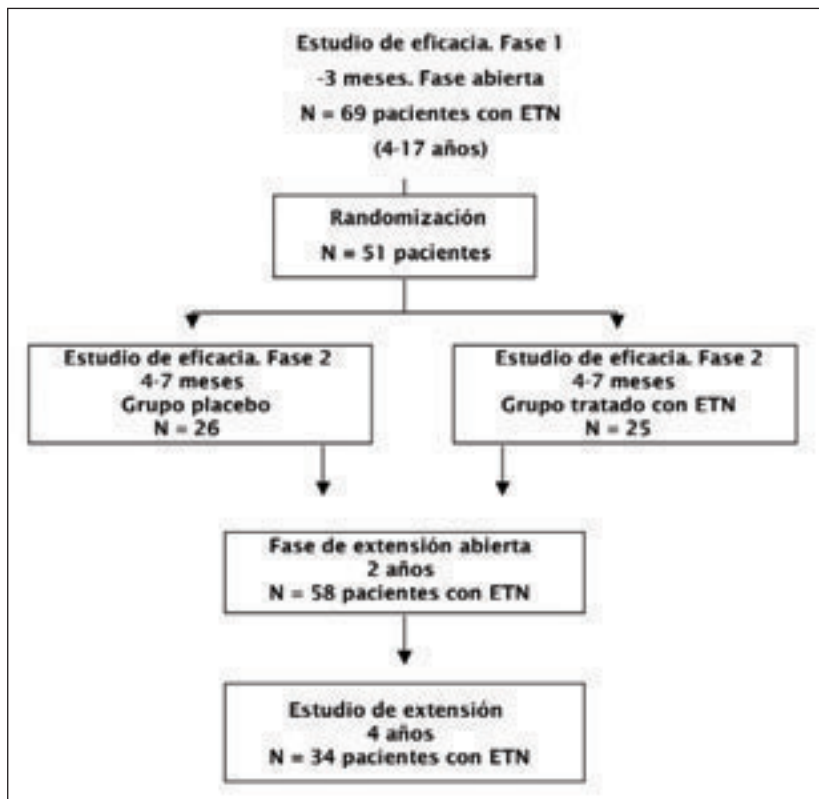 Estudio de eficacia. Fase 1
-3 meses. Fase abierta
N = 69 pacientes con ETN
(4-17 años)
Randomización
N = 51 pacientes
Estudio de eficacia. Fase 2
4-7 meses
Grupo placebo
N = 26
Estudio de eficacia. Fase 2
4-7 meses
Grupo tratado con ETN
N = 25
Fase de extensión abierta
2 años
N = 58 pacientes con ETN
Estudio de extensión
4 años
N = 34 pacientes con ETN